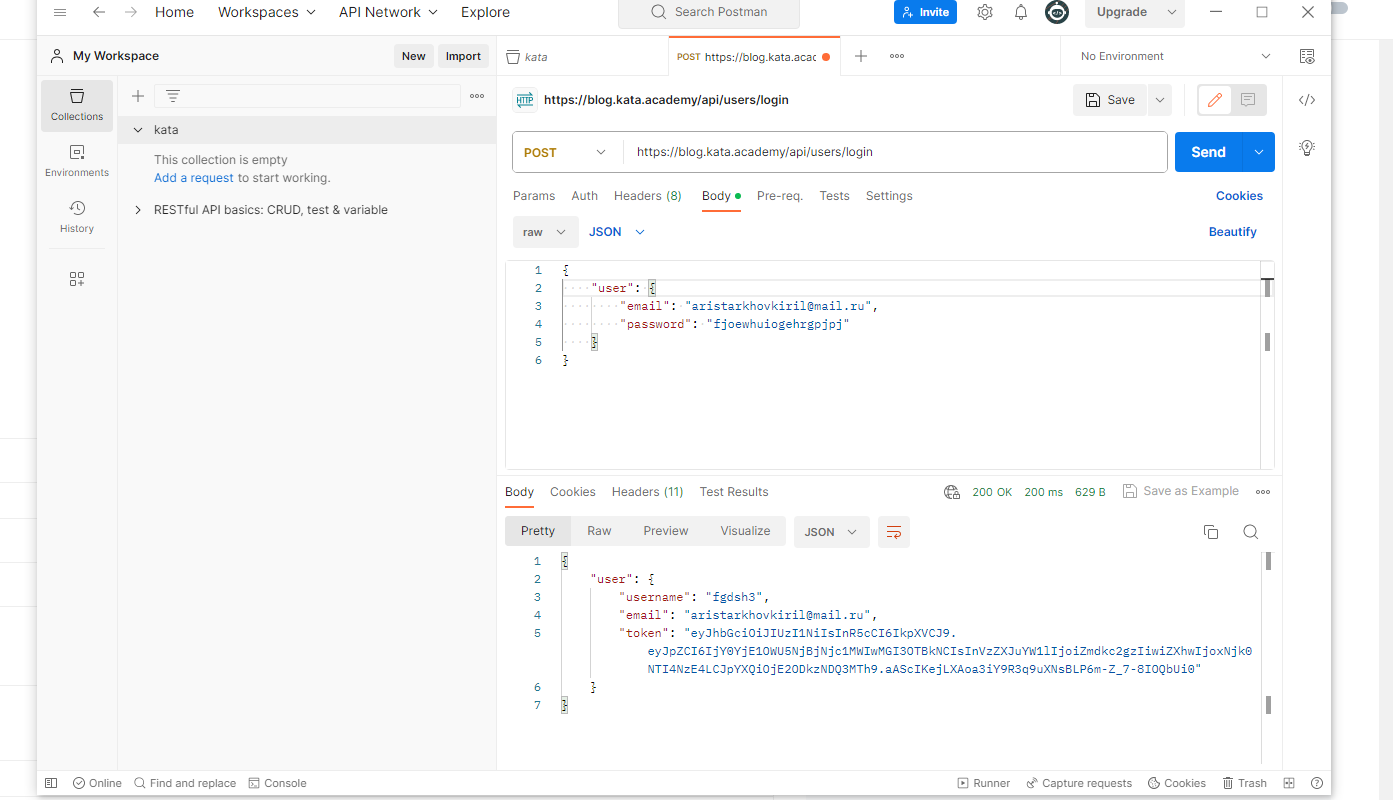 Home Workspaces API Network Explore Search Postman Invite Upgrade
My Workspace New Import
kata POST https://blog.kata.acac No Environment
Collections
Environments
History
kata
This collection is empty
Add a request to start working.
RESTful API basics: CRUD, test & variable
HTTP https://blog.kata.academy/api/users/login Save
POST https://blog.kata.academy/api/users/login Send
Params Auth Headers (8) Body Pre-req. Tests Settings Cookies
raw JSON Beautify
1 {
2 "user": {
3 "email": "aristarkhovkiril@mail.ru",
4 "password": "fjoewhuiogehrgpjpj"
5 }
6 }
Body Cookies Headers (11) Test Results 200 OK 200 ms 629 B Save as Example
Pretty Raw Preview Visualize JSON
1 {
2 "user": {
3 "username": "fgdsh3",
4 "email": "aristarkhovkiril@mail.ru",
5 "token": "eyJhbGciOiJIUzI1NiIsInR5cCI6IkpXVCJ9.
eyJpZCI6IjY0YjE1OWU5NjBjNjc1MWIwMGI3OTBkNCIsInVzZXJuYW1lIjoiZmdkc2gzIiwiZXhwIjoxNjk0
NTI4NzE4LCJpYXQiOjE2ODkzNDQ3MTh9.aAScIKejLXAoa3iY9R3q9uXNsBLP6m-Z_7-8IOQbUi0"
6 }
7 }
Online Find and replace Console Runner Capture requests Cookies Trash